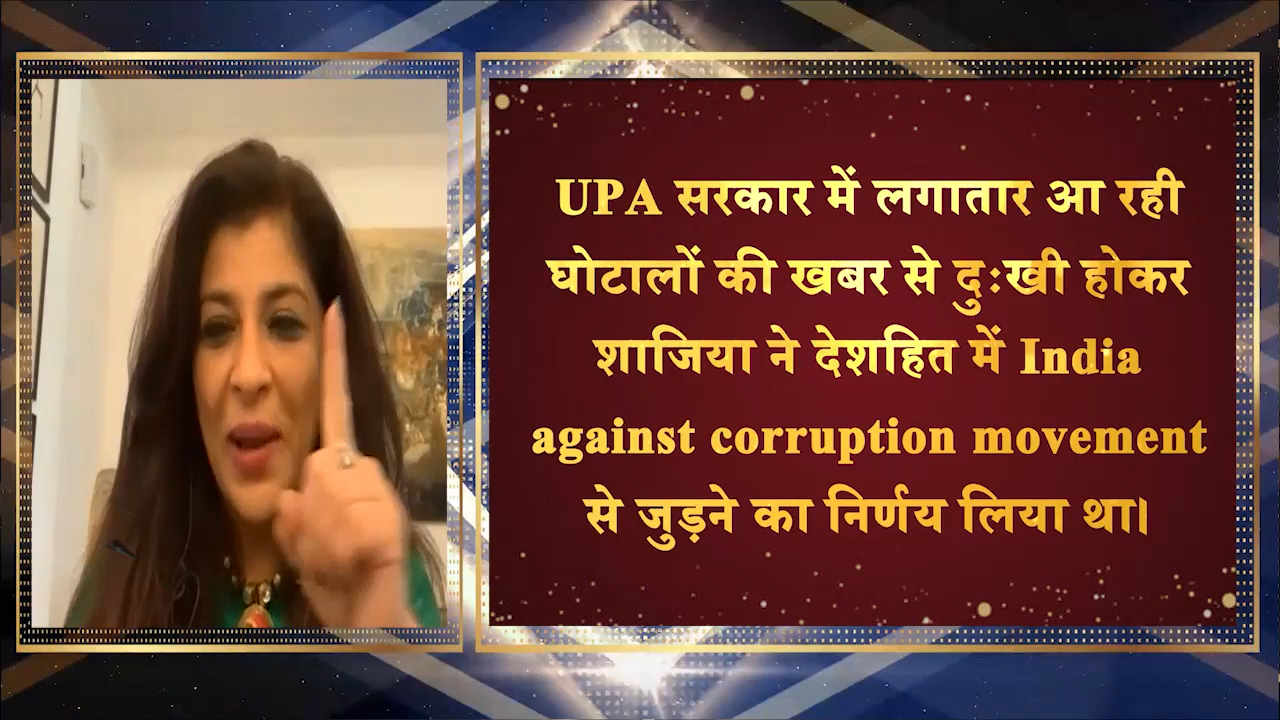 UPA सरकार में लगातार आ रही
घोटालों की खबर से दुःखी होकर
शाजिया ने देशहित में India
against corruption movement
से जुड़ने का निर्णय लिया था।